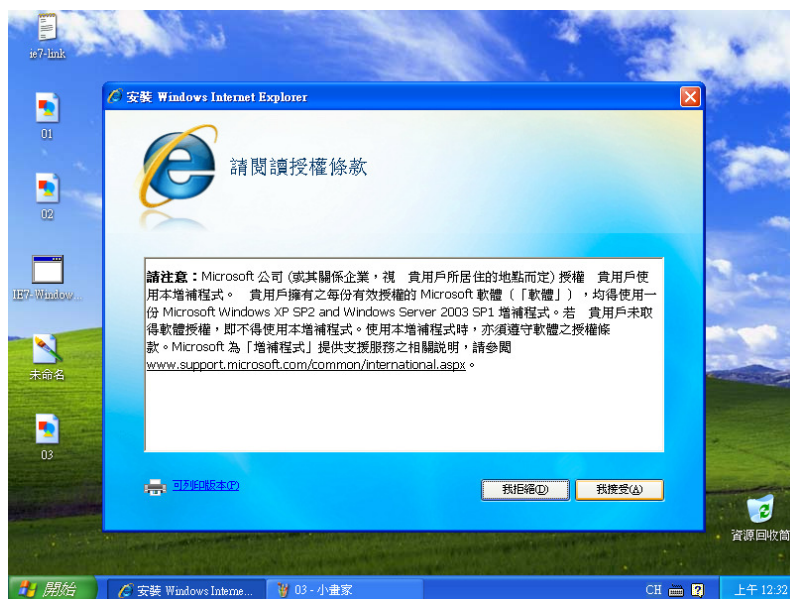 ie7-link
01
02
IE7-Window...
未命名
03
安裝 Windows Internet Explorer
請閱讀授權條款
請注意：Microsoft 公司 (或其關係企業，視　貴用戶所居住的地點而定) 授權　貴用戶使
用本增補程式。　貴用戶擁有之每份有效授權的 Microsoft 軟體（「軟體」），均得使用一
份 Microsoft Windows XP SP2 and Windows Server 2003 SP1 增補程式。若　貴用戶未取
得軟體授權，即不得使用本增補程式。使用本增補程式時，亦須遵守軟體之授權條
款。Microsoft 為「增補程式」提供支援服務之相關說明，請參閱
www.support.microsoft.com/common/international.aspx。
可列印版本(P)
我拒絕(D)
我接受(A)
資源回收筒
開始
安裝 Windows Interne...
03 - 小畫家
CH
上午 12:32